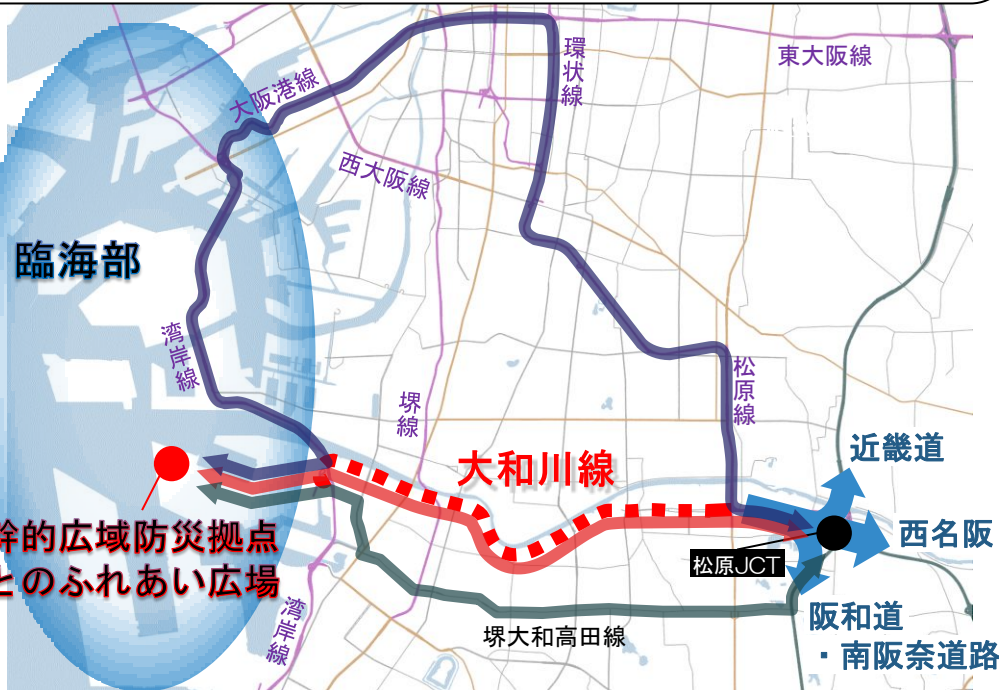 環状線
東大阪線
大阪港線
西大阪線
臨海部
湾岸線
松原線
堺線
大和川線
近畿道
西名阪
幹的広域防災拠点
とのふれあい広場
松原JCT
湾岸線
堺大和高田線
阪和道
・南阪奈道路